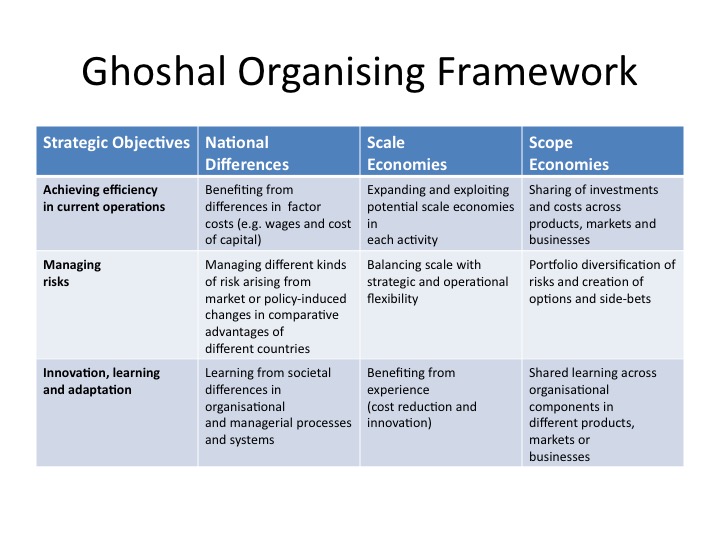 Ghoshal Organising Framework
Strategic Objectives
National
Differences
Scale
Economies
Scope
Economies
Achieving efficiency
in current operations
Benefiting from
differences in  factor
costs (e.g. wages and cost
of capital)
Expanding and exploiting
potential scale economies
in
each activity
Sharing of investments
and costs across
products, markets and
businesses
Managing
risks
Managing different kinds
of risk arising from
market or policy-induced
changes in comparative
advantages of
different countries
Balancing scale with
strategic and operational
flexibility
Portfolio diversification of
risks and creation of
options and side-bets
Innovation, learning
and adaptation
Learning from societal
differences in
organisational
and managerial processes
and systems
Benefiting from
experience
(cost reduction and
innovation)
Shared learning across
organisational
components in
different products,
markets or
businesses